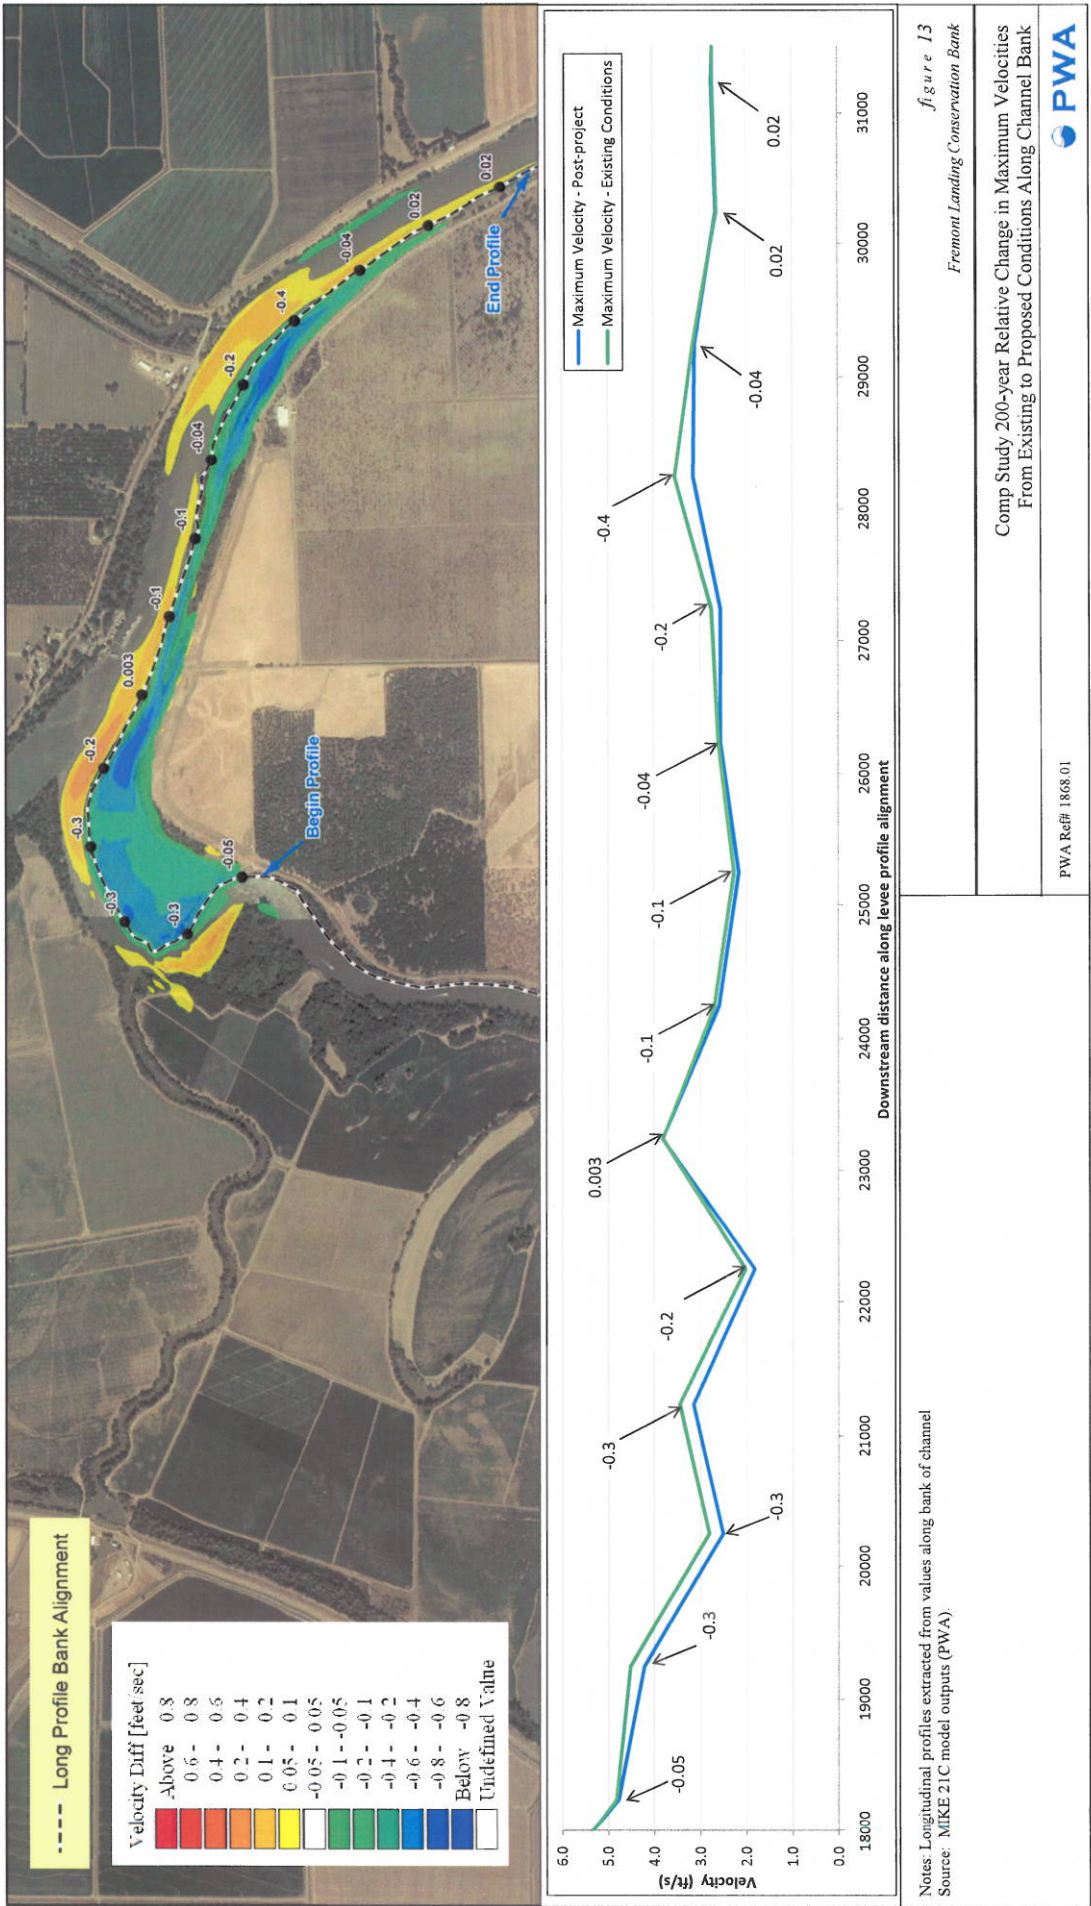 ---- Long Profile Bank Alignment
Velocity Diff [feet/sec]
Above 0.8
0.6 - 0.8
0.4 - 0.6
0.2 - 0.4
0.1 - 0.2
0.05 - 0.1
-0.05 - 0.05
-0.1 - -0.05
-0.2 - -0.1
-0.4 - -0.2
-0.6 - -0.4
-0.8 - -0.6
Below -0.8
Undefined Value
Begin Profile
-0.05
-0.3
-0.3
-0.3
-0.2
0.003
-0.1
-0.1
-0.04
-0.2
-0.4
-0.04
0.02
0.02
End Profile
Maximum Velocity - Post-project
Maximum Velocity - Existing Conditions
Velocity (ft/s)
6.0
5.0
4.0
3.0
2.0
1.0
0.0
-0.05
-0.3
-0.3
-0.3
-0.2
0.003
-0.1
-0.1
-0.04
-0.2
-0.4
-0.04
0.02
0.02
18000
19000
20000
21000
22000
23000
24000
25000
26000
27000
28000
29000
30000
31000
Downstream distance along levee profile alignment
Notes: Longitudinal profiles extracted from values along bank of channel
Source: MIKE 21C model outputs (PWA).
figure 13
Fremont Landing Conservation Bank
Comp Study 200-year Relative Change in Maximum Velocities
From Existing to Proposed Conditions Along Channel Bank
PWA Ref# 1868.01
PWA